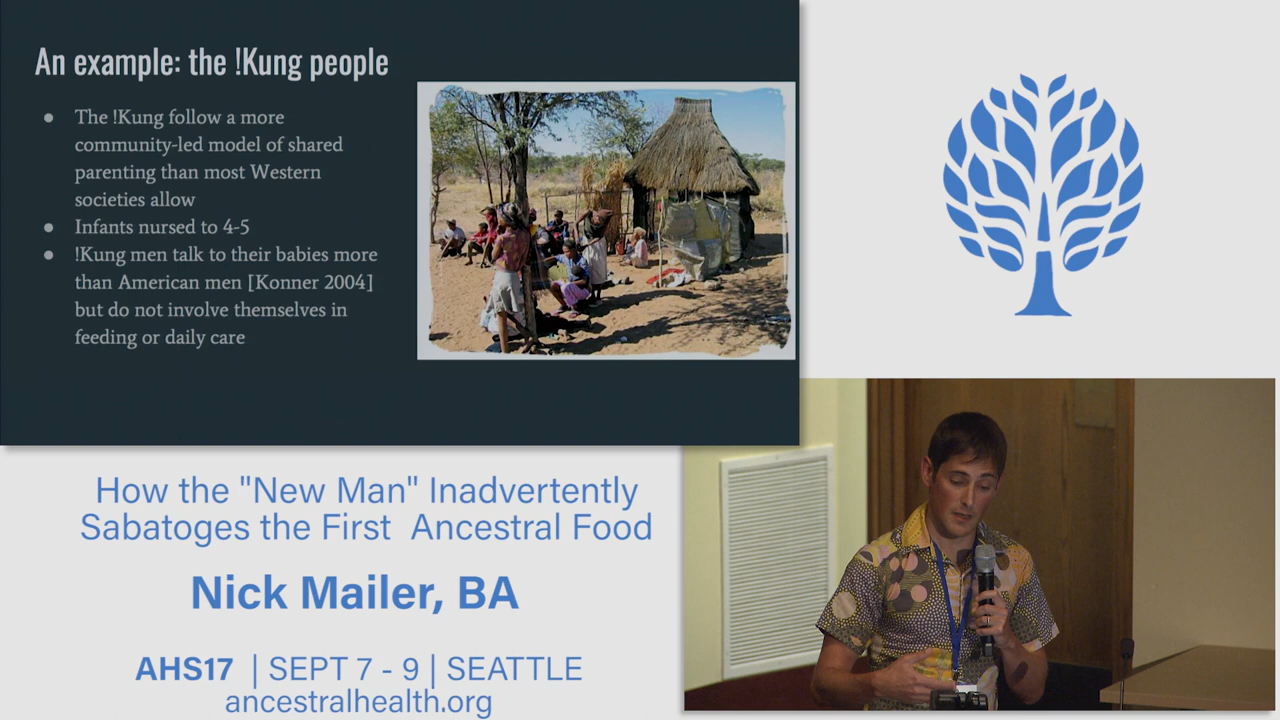 An example: the !Kung people
● The !Kung follow a more
community-led model of shared
parenting than most Western
societies allow
● Infants nursed to 4-5
● !Kung men talk to their babies more
than American men [Konner 2004]
but do not involve themselves in
feeding or daily care
How the "New Man" Inadvertently
Sabatoges the First Ancestral Food
Nick Mailer, BA
AHS17 | SEPT 7 - 9 | SEATTLE
ancestralhealth.org